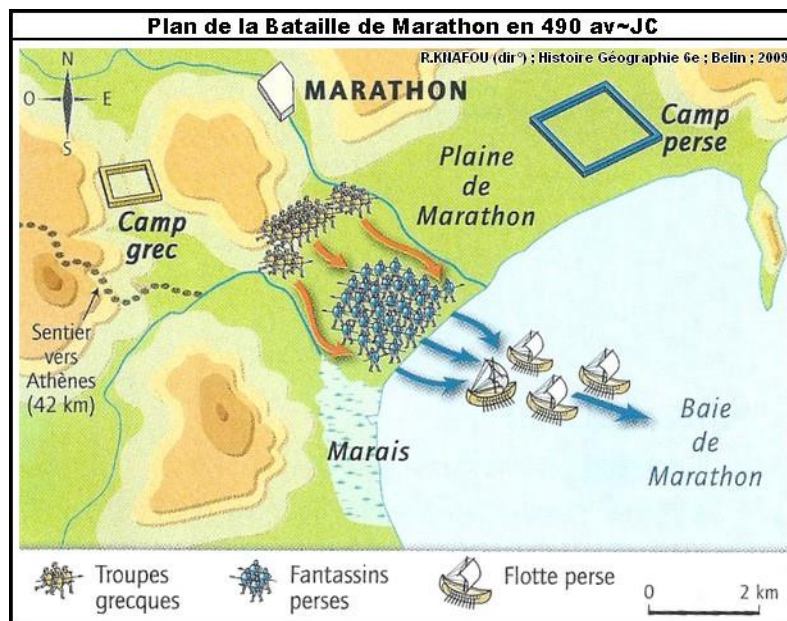 Plan de la Bataille de Marathon en 490 av~JC
R.KNAFOU (dir°) ; Histoire Géographie 6e ; Belin ; 2009
N
O
E
S
MARATHON
Camp
perse
Plaine
de
Marathon
Camp
grec
Sentier
vers
Athènes
(42 km)
Marais
Baie
de
Marathon
Troupes
grecques
Fantassins
perses
Flotte perse
0
2 km